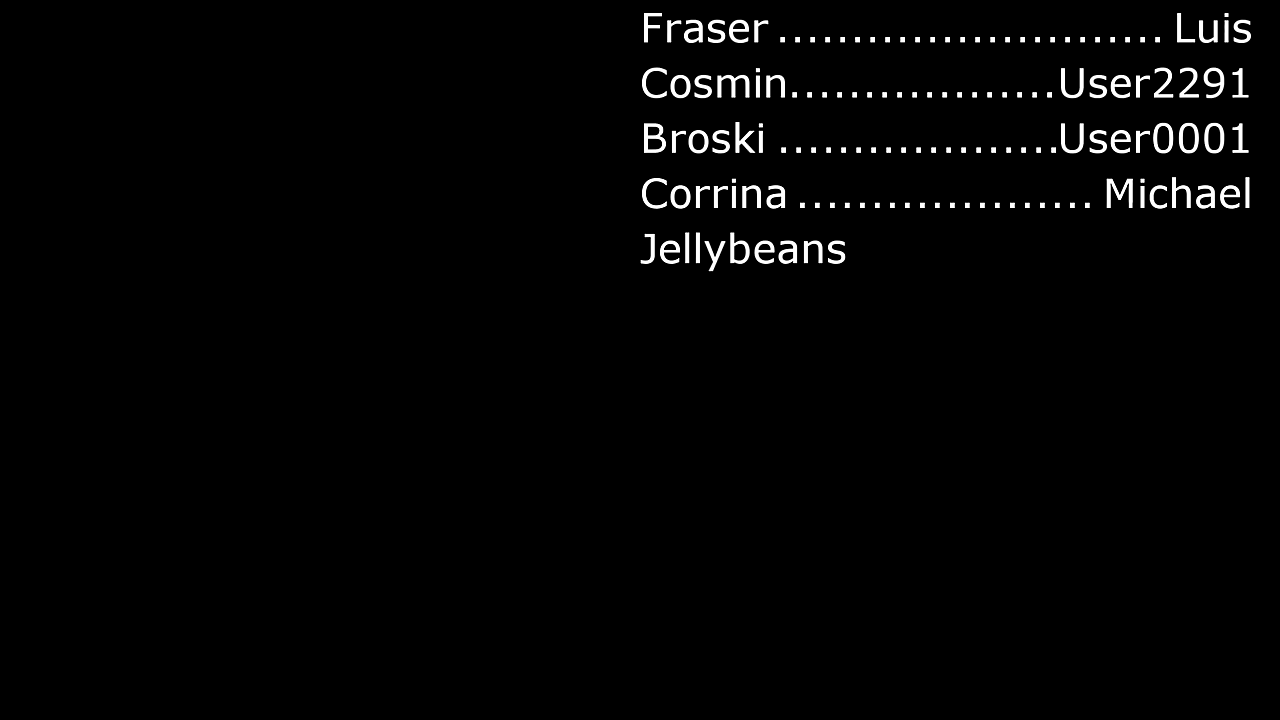 Fraser .......................... Luis
Cosmin..................User2291
Broski ...................User0001
Corrina .................... Michael
Jellybeans